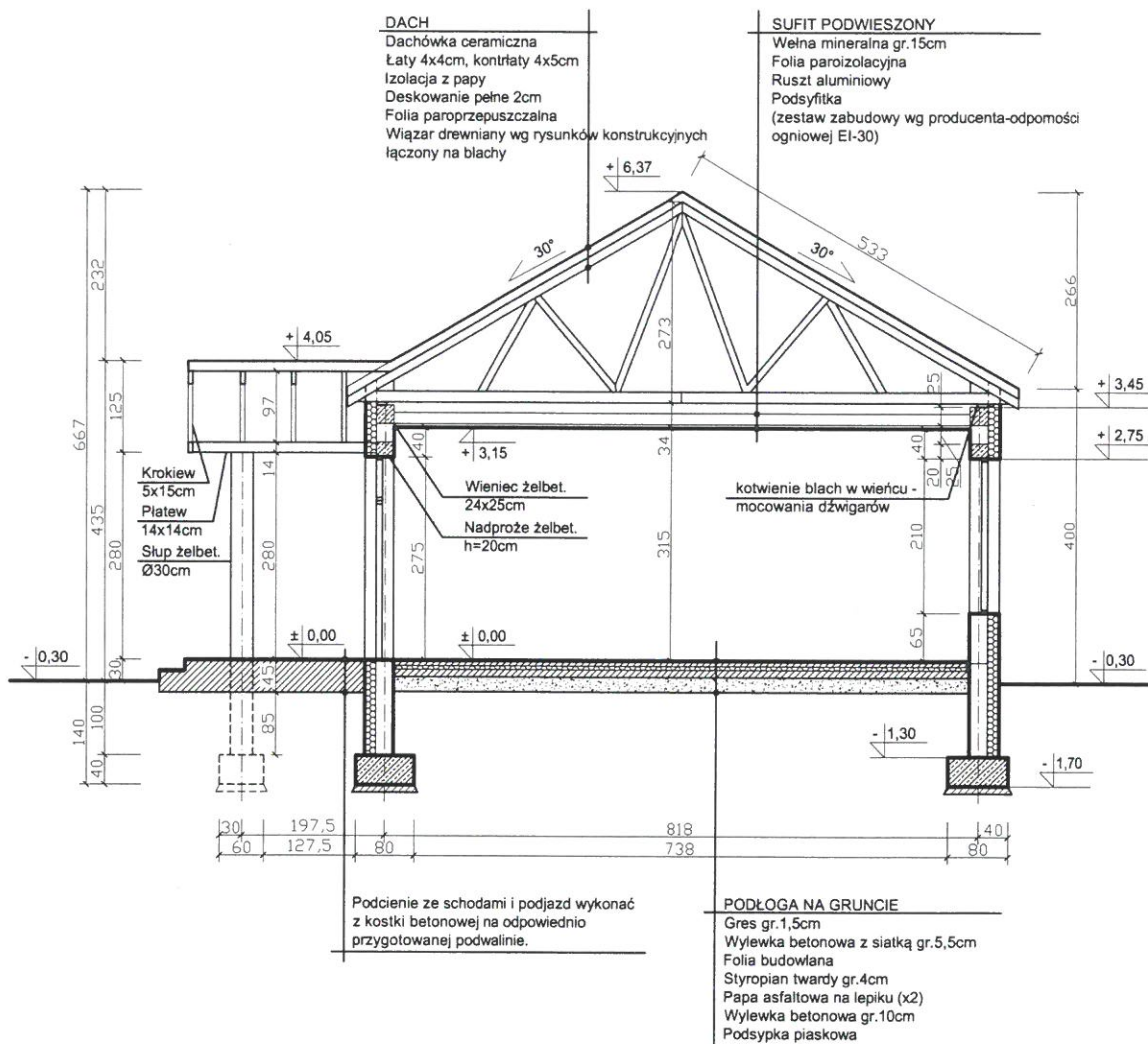 DACH
Dachówka ceramiczna
Łaty 4x4cm, kontrłaty 4x5cm
Izolacja z papy
Deskowanie pełne 2cm
Folia paroprzepuszczalna
Wiązar drewniany wg rysunków konstrukcyjnych
łączony na blachy
SUFIT PODWIESZONY
Wełna mineralna gr.15cm
Folia paroizolacyjna
Ruszt aluminiowy
Podsyfitka
(zestaw zabudowy wg producenta-odporności
ogniowej EI-30)
+ 6,37
30°
30°
533
232
266
273
+ 4,05
667
125
97
25
+ 3,45
40
+ 3,15
34
40
+ 2,75
14
20
25
Krokiew
5x15cm
Płatew
14x14cm
Słup żelbet.
Ø30cm
Wieniec żelbet.
24x25cm
Nadproże żelbet.
h=20cm
kotwienie blach w wieńcu -
mocowania dźwigarów
435
280
280
275
315
210
400
65
± 0,00
± 0,00
- 0,30
30
45
- 0,30
140
100
85
40
- 1,30
- 1,70
30
197,5
818
40
60
127,5
80
738
80
Podcienie ze schodami i podjazd wykonać
z kostki betonowej na odpowiednio
przygotowanej podwalinie.
PODŁOGA NA GRUNCIE
Gres gr.1,5cm
Wylewka betonowa z siatką gr.5,5cm
Folia budowlana
Styropian twardy gr.4cm
Papa asfaltowa na lepiku (x2)
Wylewka betonowa gr.10cm
Podsypka piaskowa